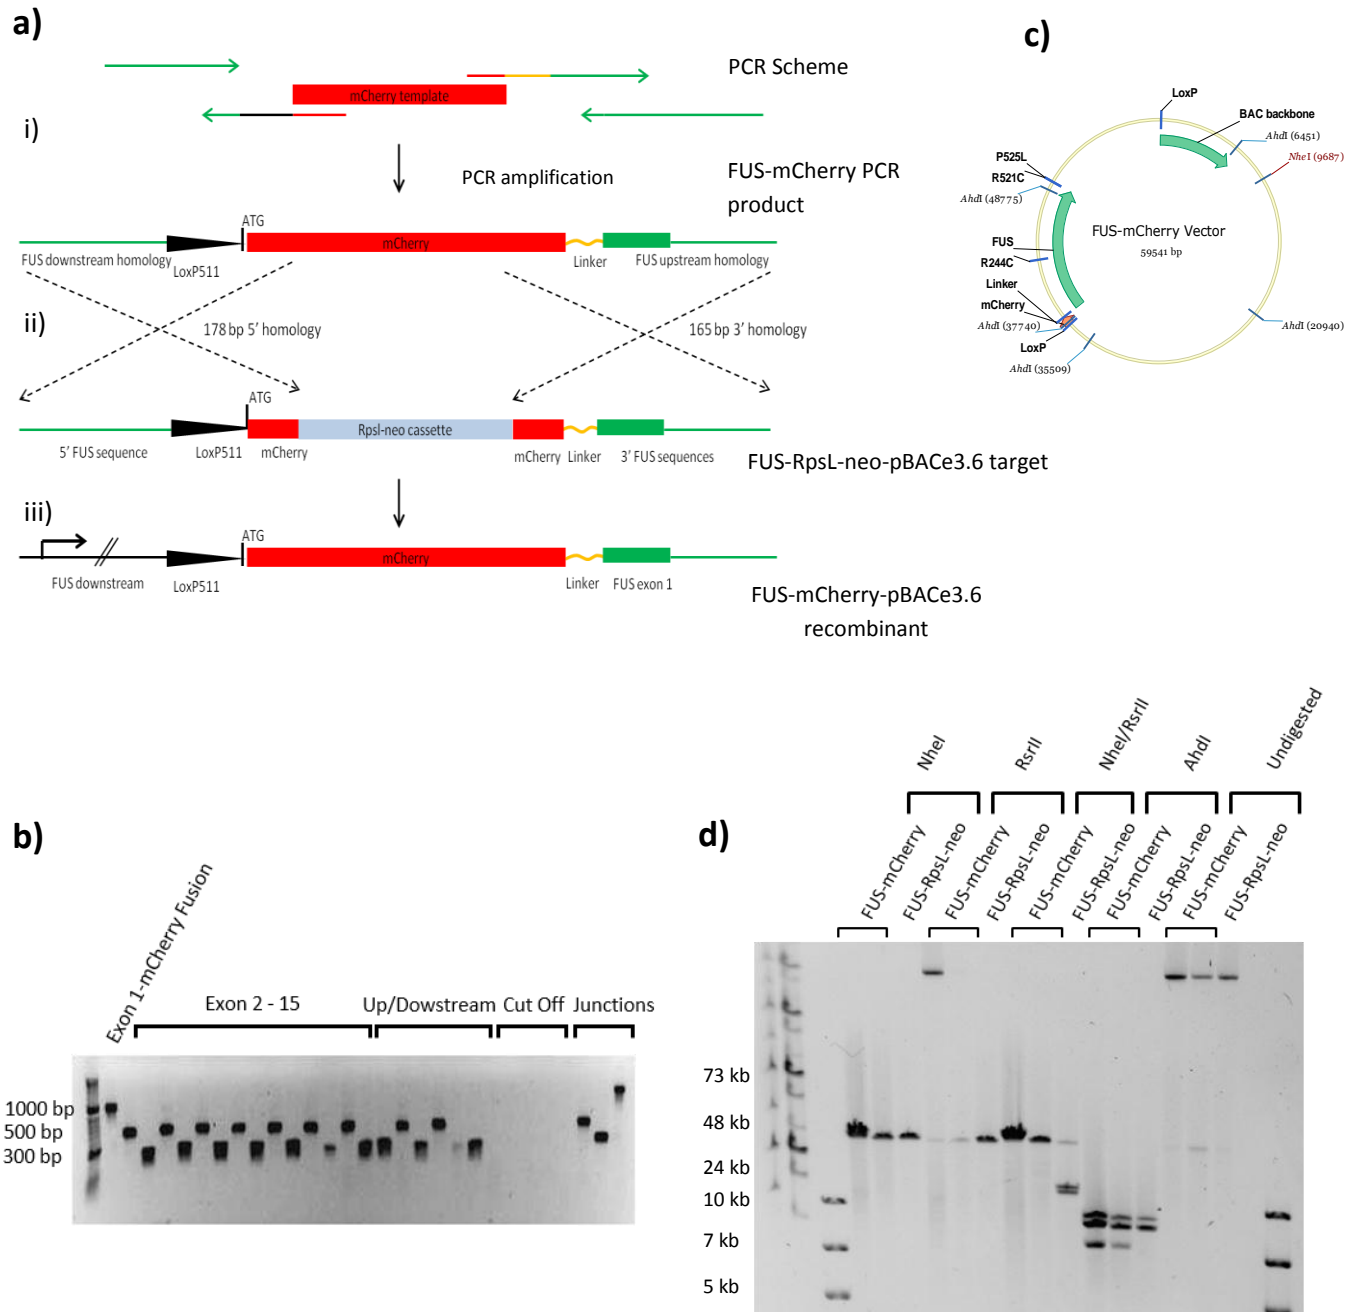 a)
PCR Scheme
mCherry template
i)
PCR amplification
FUS-mCherry PCR
product
ATG
mCherry
FUS downstream homology
LoxP511
Linker
FUS upstream homology
ii)
178 bp 5' homology
165 bp 3' homology
ATG
Rpsl-neo cassette
5' FUS sequence
LoxP511
mCherry
mCherry
Linker
3' FUS sequences
FUS-RpsL-neo-pBACe3.6 target
iii)
ATG
mCherry
FUS downstream
LoxP511
Linker
FUS exon 1
FUS-mCherry-pBACe3.6
recombinant
c)
LoxP
BAC backbone
AhdI (6451)
NheI (9687)
P525L
R521C
AhdI (48775)
FUS-mCherry Vector
59541 bp
FUS
R244C
Linker
mCherry
AhdI (37740)
LoxP
AhdI (35509)
AhdI (20940)
b)
Exon 1-mCherry Fusion
Exon 2 - 15
Up/Dowstream
Cut Off
Junctions
1000 bp
500 bp
300 bp
d)
NheI
RsrII
NheI/RsrII
AhdI
Undigested
FUS-mCherry
FUS-RpsL-neo
FUS-mCherry
FUS-RpsL-neo
FUS-mCherry
FUS-RpsL-neo
FUS-mCherry
FUS-RpsL-neo
FUS-mCherry
FUS-RpsL-neo
73 kb
48 kb
24 kb
10 kb
7 kb
5 kb